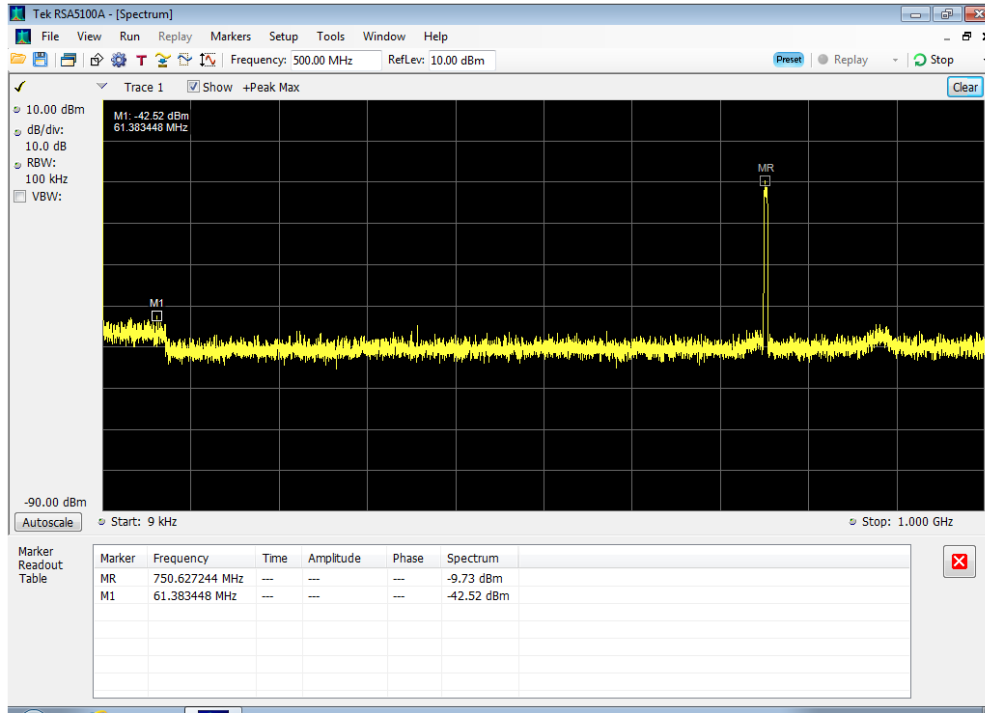 Tek RSA5100A - [Spectrum]
File View Run Replay Markers Setup Tools Window Help
T Frequency: 500.00 MHz RefLev: 10.00 dBm Preset Replay Stop
Trace 1 Show +Peak Max Clear
10.00 dBm
dB/div:
10.0 dB
RBW:
100 kHz
VBW:
M1: -42.52 dBm
61.383448 MHz
MR
M1
-90.00 dBm
Autoscale Start: 9 kHz Stop: 1.000 GHz
Marker
Readout
Table
Marker Frequency Time Amplitude Phase Spectrum
MR 750.627244 MHz --- --- --- -9.73 dBm
M1 61.383448 MHz --- --- --- -42.52 dBm